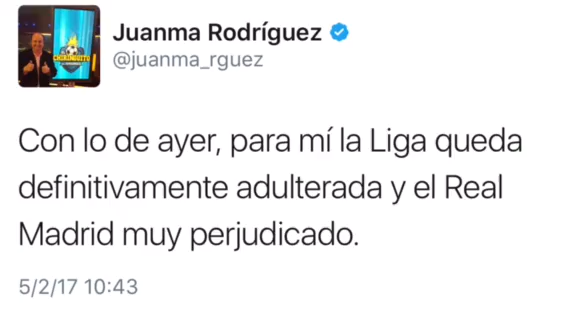 Juanma Rodríguez
@juanma_rguez
CHIRINGUITO
Con lo de ayer, para mí la Liga queda
definitivamente adulterada y el Real
Madrid muy perjudicado.
5/2/17 10:43